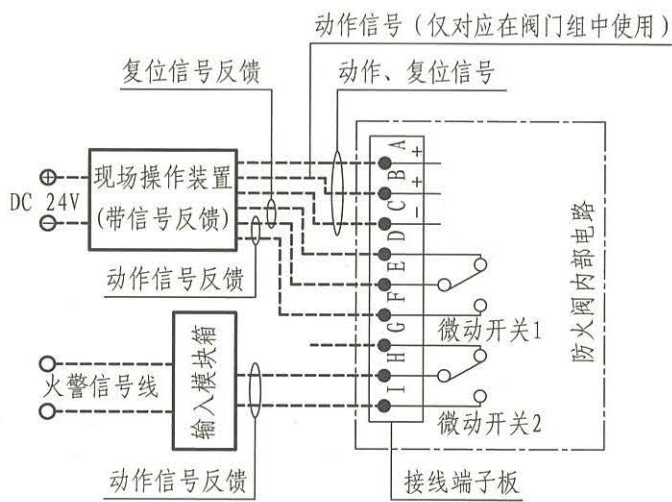 动作信号（仅对应在阀门组中使用）
复位信号反馈
动作、复位信号
DC 24V
现场操作装置
(带信号反馈)
动作信号反馈
A
B
C
D
E
F
G
H
I
+
+
−
微动开关1
微动开关2
防火阀内部电路
火警信号线
输入模块箱
动作信号反馈
接线端子板